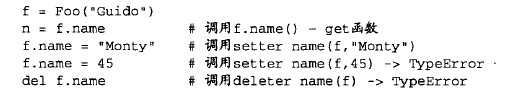 f = Foo("Guido")
n = f.name # 调用f.name() - get函数
f.name = "Monty" # 调用setter name(f,"Monty")
f.name = 45 # 调用setter name(f,45) -> TypeError
del f.name # 调用deleter name(f) -> TypeError